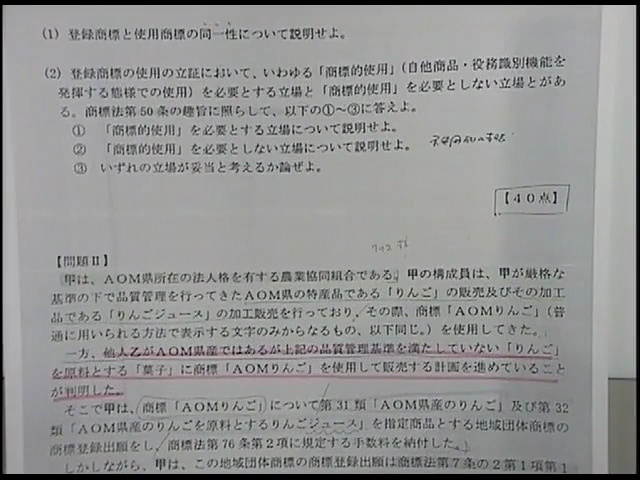 (1) 登録商標と使用商標の同一性について説明せよ。
(2) 登録商標の使用の立証において、いわゆる「商標的使用」(自他商品・役務識別機能を
発揮する態様での使用)を必要とする立場と「商標的使用」を必要としない立場とがあ
る。商標法第50条の趣旨に照らして、以下の①~③に答えよ。
① 「商標的使用」を必要とする立場について説明せよ。
② 「商標的使用」を必要としない立場について説明せよ。
③ いずれの立場が妥当と考えるか論ぜよ。
【40点】
【問題Ⅱ】
甲は、AOM県所在の法人格を有する農業協同組合である。甲の構成員は、甲が厳格な
基準の下で品質管理を行ってきたAOM県の特産品である「りんご」の販売及びその加工
品である「りんごジュース」の加工販売を行っており、その際、商標「AOMりんご」(普
通に用いられる方法で表示する文字のみからなるもの、以下同じ。)を使用してきた。
一方、他人乙がAOM県産ではあるが上記の品質管理基準を満たしていない「りんご」
を原料とする「菓子」に商標「AOMりんご」を使用して販売する計画を進めていること
が判明した。
そこで甲は、商標「AOMりんご」について第31類「AOM県産のりんご」及び第32
類「AOM県産のりんごを原料とするりんごジュース」を指定商品とする地域団体商標の
商標登録出願をし、商標法第76条第2項に規定する手数料を納付した。
しかしながら、甲は、この地域団体商標の商標登録出願は商標法第7条の2第1項第1